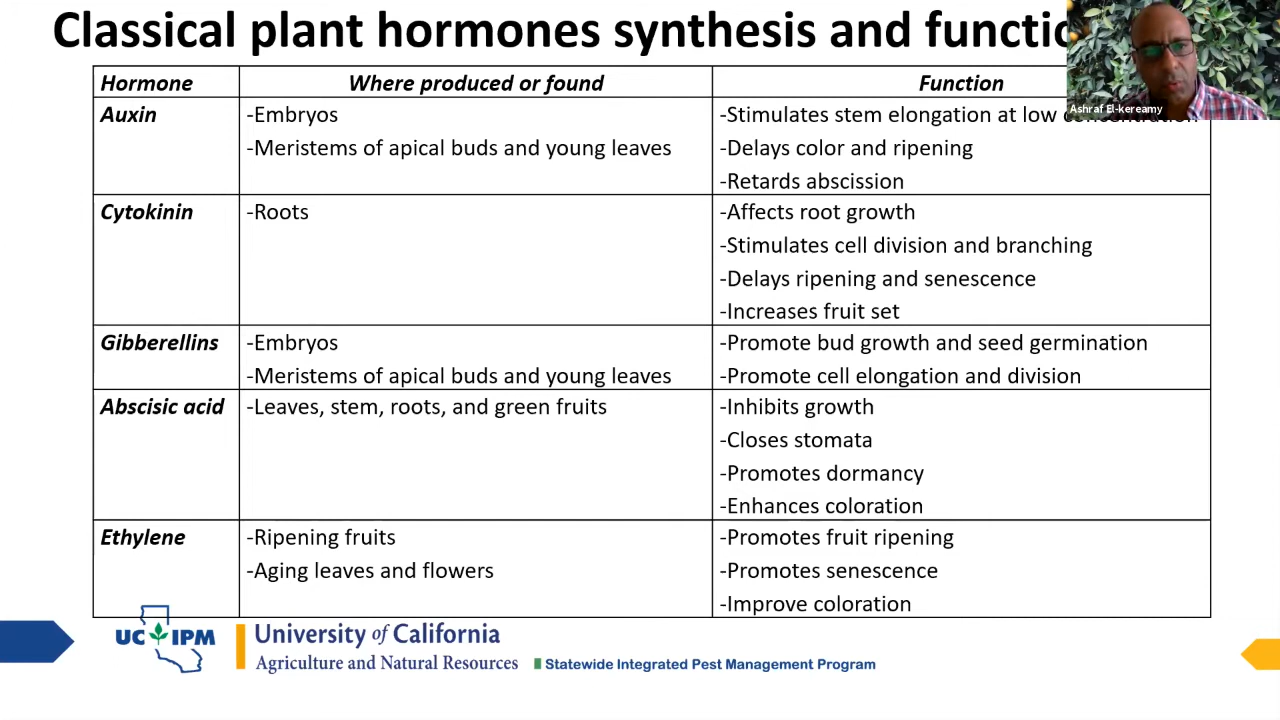 Classical plant hormones synthesis and functio
Ashraf El-kereamy
Hormone Where produced or found Function
Auxin -Embryos -Stimulates stem elongation at low concentration
-Meristems of apical buds and young leaves -Delays color and ripening
-Retards abscission
Cytokinin -Roots -Affects root growth
-Stimulates cell division and branching
-Delays ripening and senescence
-Increases fruit set
Gibberellins -Embryos -Promote bud growth and seed germination
-Meristems of apical buds and young leaves -Promote cell elongation and division
Abscisic acid -Leaves, stem, roots, and green fruits -Inhibits growth
-Closes stomata
-Promotes dormancy
-Enhances coloration
Ethylene -Ripening fruits -Promotes fruit ripening
-Aging leaves and flowers -Promotes senescence
-Improve coloration
UC IPM
University of California
Agriculture and Natural Resources Statewide Integrated Pest Management Program